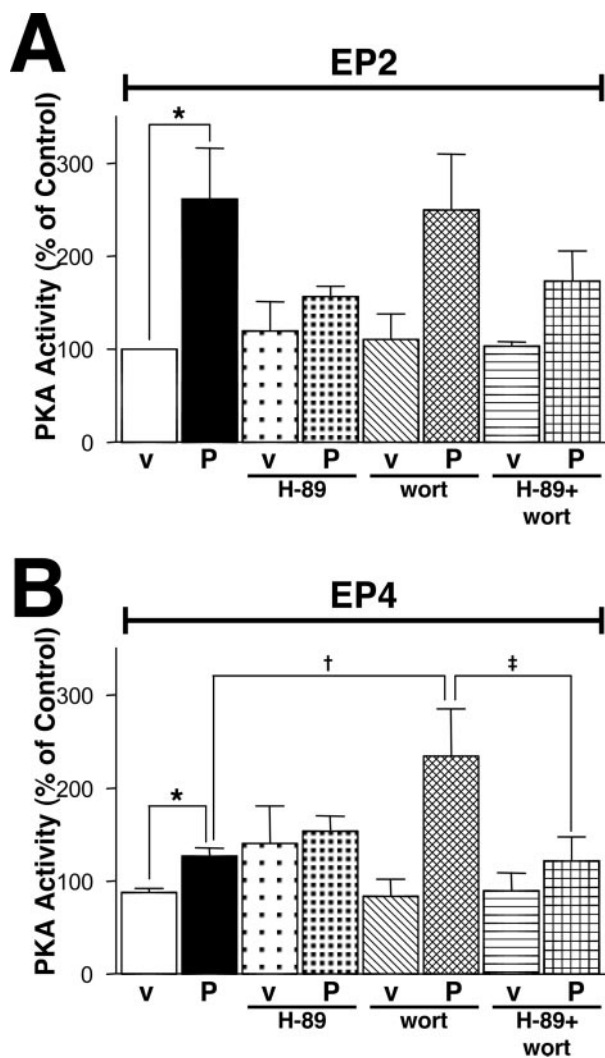 A
EP2
PKA Activity (% of Control)
*
300
200
100
0
v P v P v P v P
H-89 wort H-89+
wort
B
EP4
PKA Activity (% of Control)
† ‡
*
300
200
100
0
v P v P v P v P
H-89 wort H-89+
wort